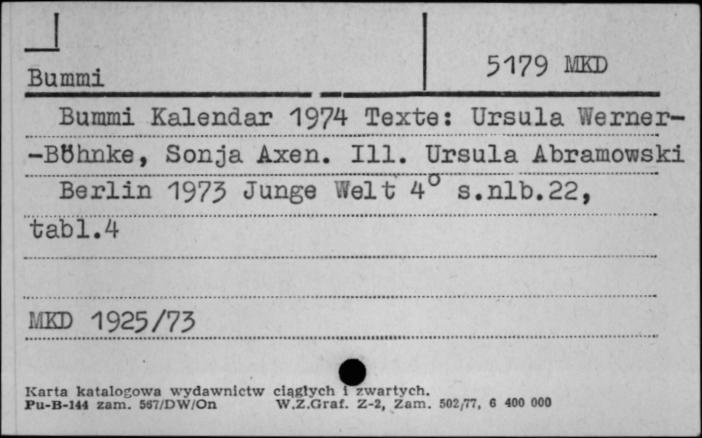 5179 MKD
Bummi
Bummi Kalendar 1974 Texte: Ursula Werner-
-Böhnke, Sonja Axen. Ill. Ursula Abramowski
Berlin 1973 Junge Welt 4° s.nlb.22,
tabl.4
MKD 1925/73
Karta katalogowa wydawnictw ciągłych i zwartych.
Pu-B-144 zam. 567/DW/On W.Z.Graf. Z-2, Zam. 502/77, 6 400 000